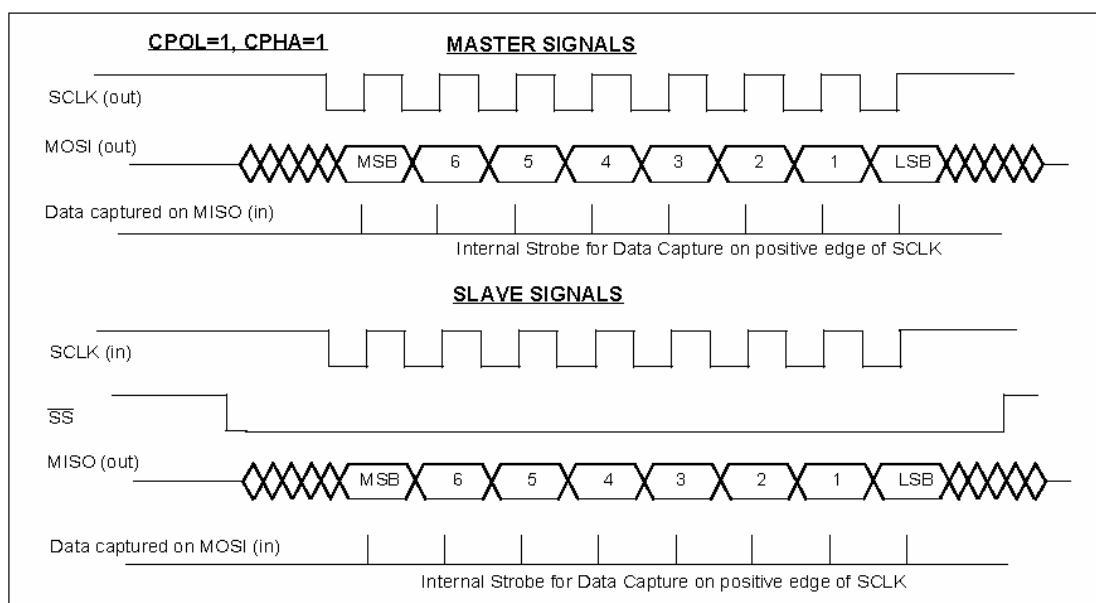 CPOL=1, CPHA=1 MASTER SIGNALS
SCLK (out)
MOSI (out)
MSB 6 5 4 3 2 1 LSB
Data captured on MISO (in)
Internal Strobe for Data Capture on positive edge of SCLK
SLAVE SIGNALS
SCLK (in)
SS
MISO (out)
MSB 6 5 4 3 2 1 LSB
Data captured on MOSI (in)
Internal Strobe for Data Capture on positive edge of SCLK